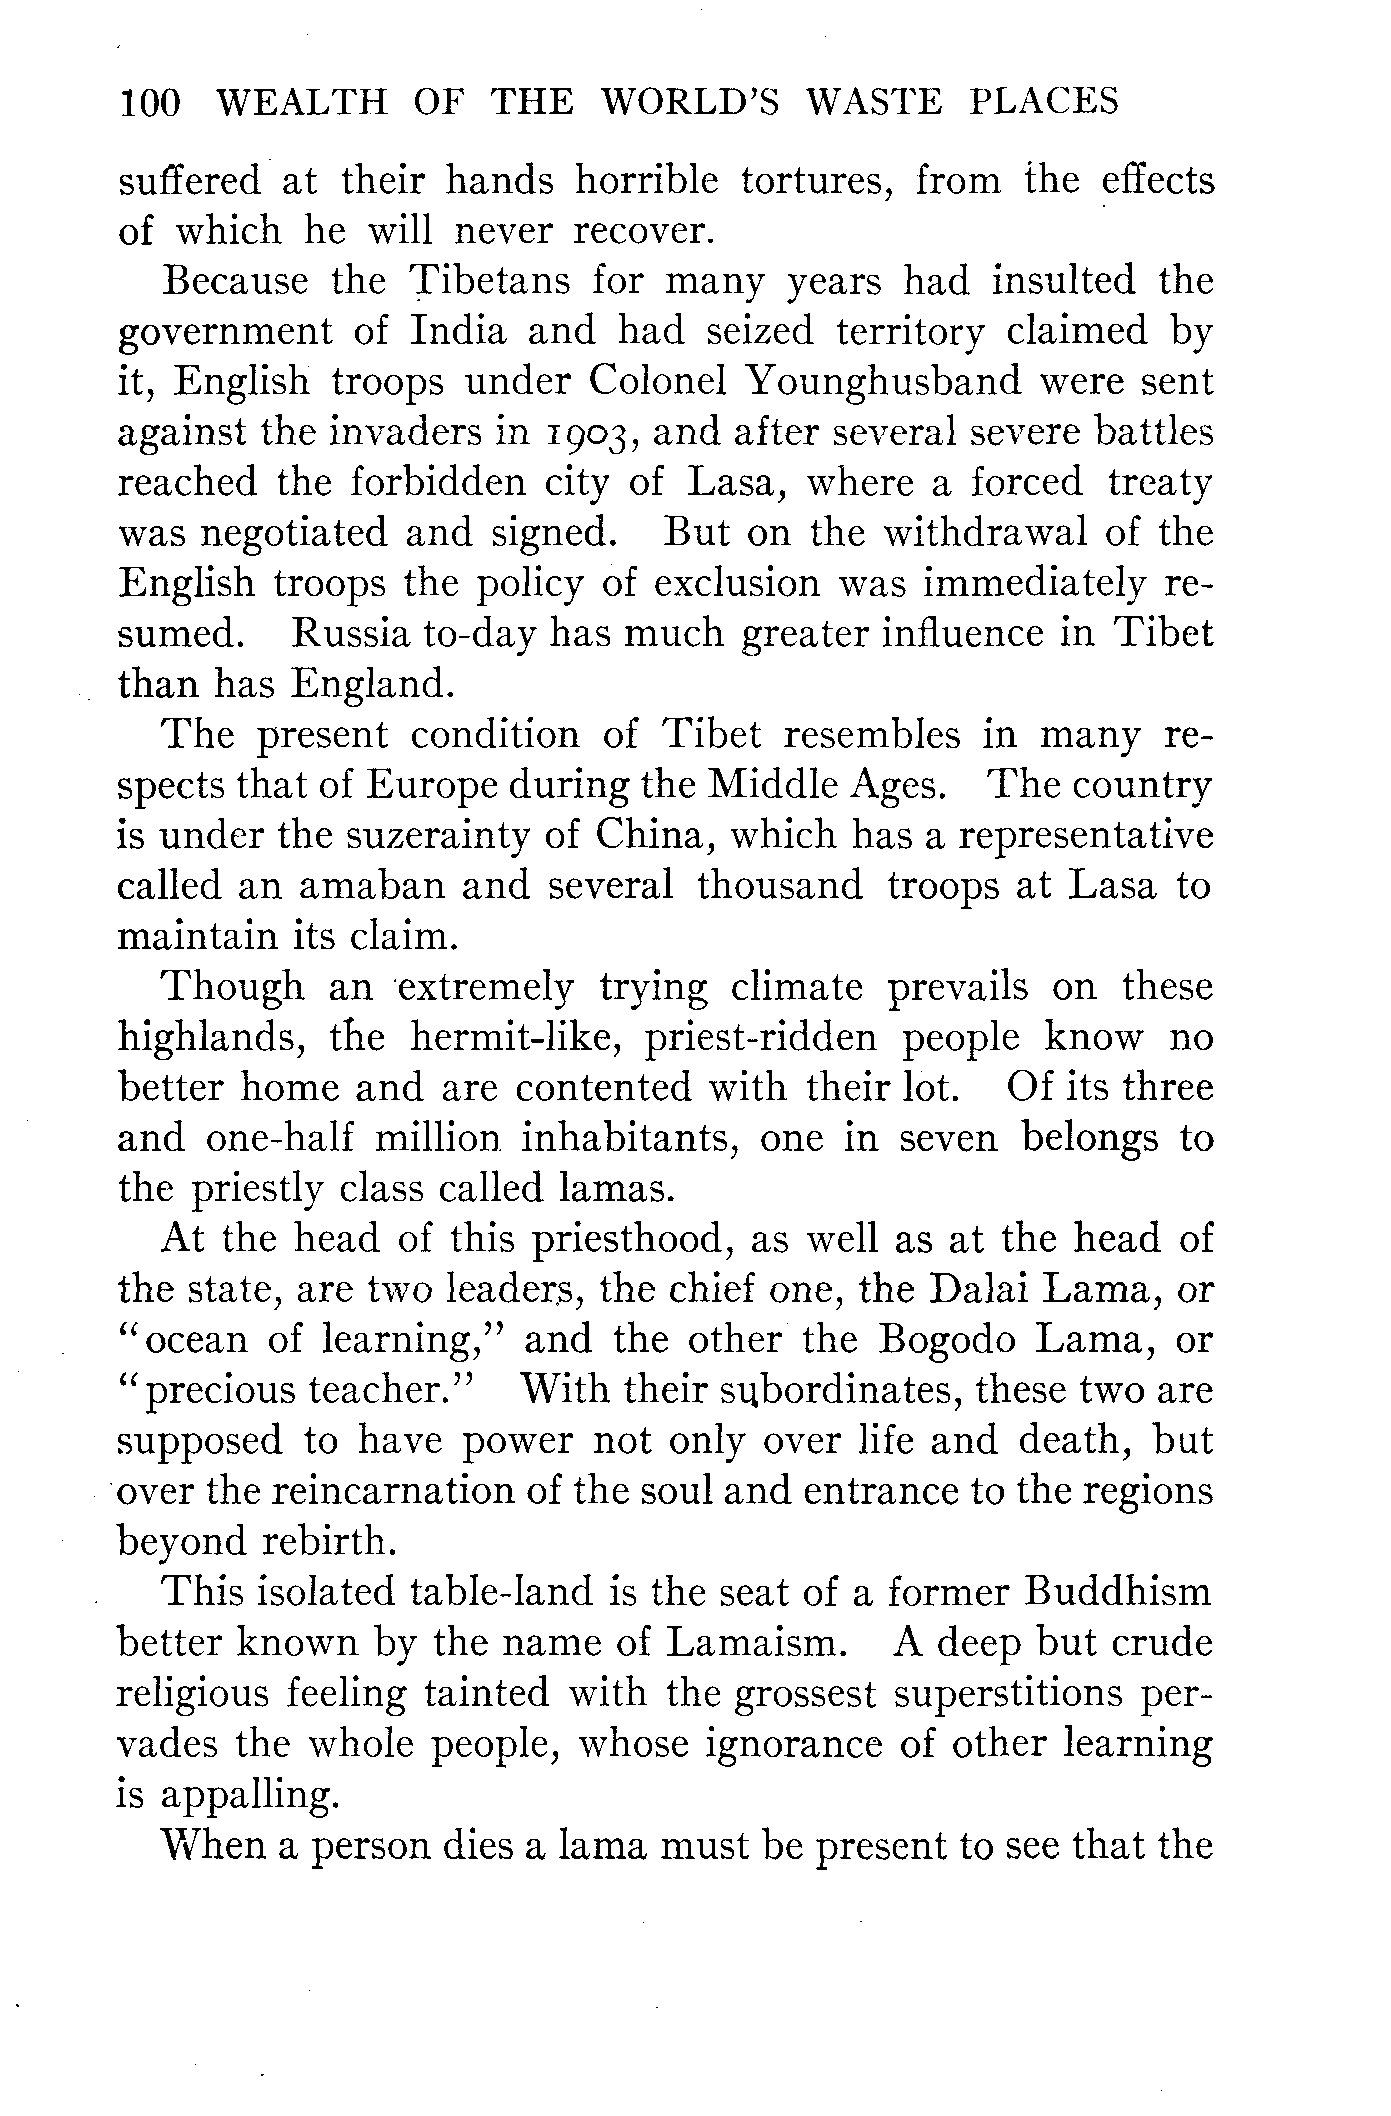 100 WEALTH OF THE WORLD'S WASTE PLACES
suffered at their hands horrible tortures, from the effects
of which he will never recover.
Because the Tibetans for many years had insulted the
government of India and had seized territory claimed by
it, English troops under Colonel Younghusband were sent
against the invaders in 1903, and after several severe battles
reached the forbidden city of Lasa, where a forced treaty
was negotiated and signed. But on the withdrawal of the
English troops the policy of exclusion was immediately re-
sumed. Russia to-day has much greater influence in Tibet
than has England.
The present condition of Tibet resembles in many re-
spects that of Europe during the Middle Ages. The country
is under the suzerainty of China, which has a representative
called an amaban and several thousand troops at Lasa to
maintain its claim.
Though an extremely trying climate prevails on these
highlands, the hermit-like, priest-ridden people know no
better home and are contented with their lot. Of its three
and one-half million inhabitants, one in seven belongs to
the priestly class called lamas.
At the head of this priesthood, as well as at the head of
the state, are two leaders, the chief one, the Dalai Lama, or
"ocean of learning," and the other the Bogodo Lama, or
"precious teacher." With their subordinates, these two are
supposed to have power not only over life and death, but
over the reincarnation of the soul and entrance to the regions
beyond rebirth.
This isolated table-land is the seat of a former Buddhism
better known by the name of Lamaism. A deep but crude
religious feeling tainted with the grossest superstitions per-
vades the whole people, whose ignorance of other learning
is appalling.
When a person dies a lama must be present to see that the